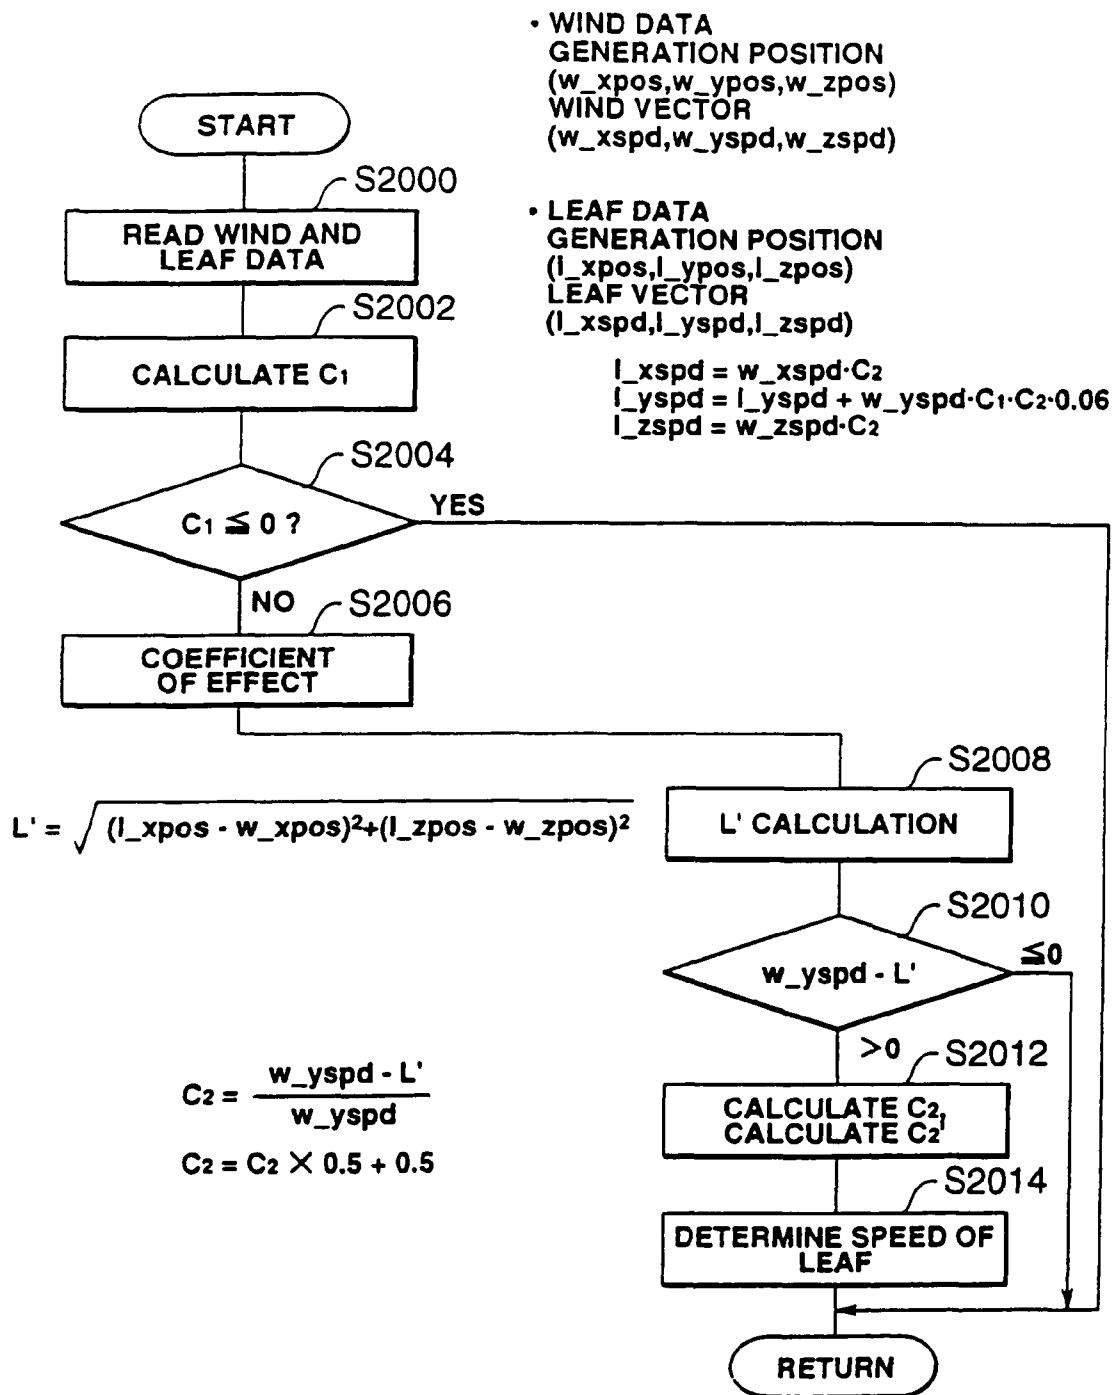 • WIND DATA
GENERATION POSITION
(w_xpos,w_ypos,w_zpos)
WIND VECTOR
(w_xspd,w_yspd,w_zspd)
START
S2000
READ WIND AND
LEAF DATA
• LEAF DATA
GENERATION POSITION
(l_xpos,l_ypos,l_zpos)
LEAF VECTOR
(l_xspd,l_yspd,l_zspd)
l_xspd = w_xspd·C2
l_yspd = l_yspd + w_yspd·C1·C2·0.06
l_zspd = w_zspd·C2
S2002
CALCULATE C1
S2004
C1 ≦ 0 ?
YES
NO
S2006
COEFFICIENT
OF EFFECT
S2008
L' CALCULATION
L' = √(l_xpos - w_xpos)²+(l_zpos - w_zpos)²
S2010
w_yspd - L'
≦0
>0
S2012
CALCULATE C2,
CALCULATE C2'
C2 = w_yspd - L'
w_yspd
C2 = C2 × 0.5 + 0.5
S2014
DETERMINE SPEED OF
LEAF
RETURN